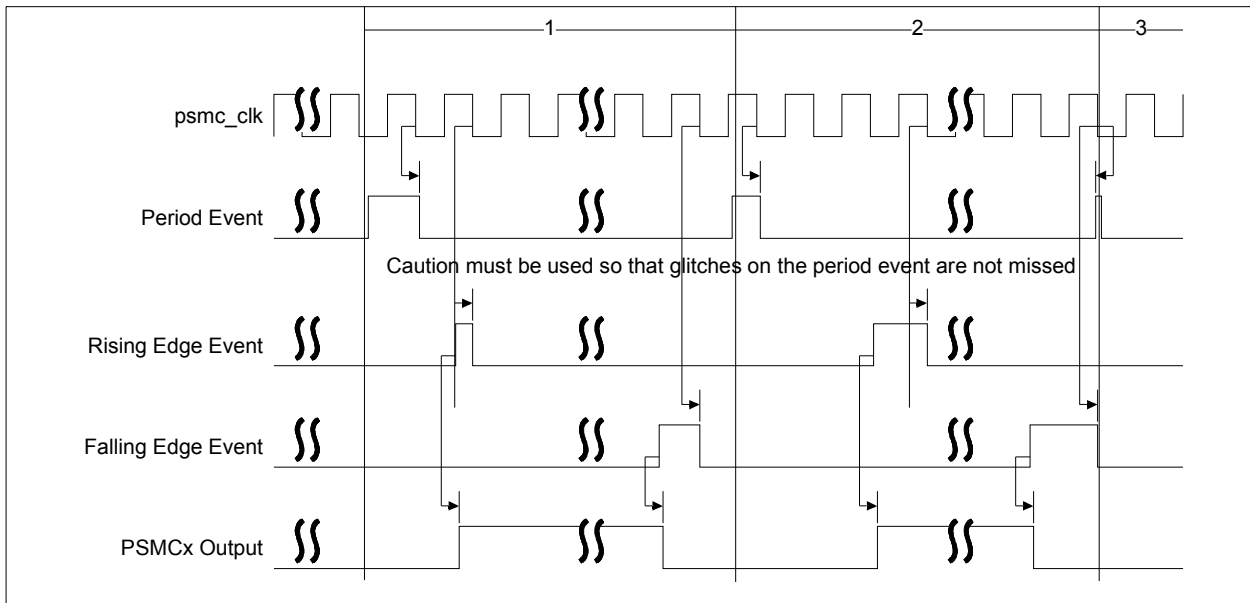 1 2 3
psmc_clk
Period Event
Caution must be used so that glitches on the period event are not missed
Rising Edge Event
Falling Edge Event
PSMCx Output